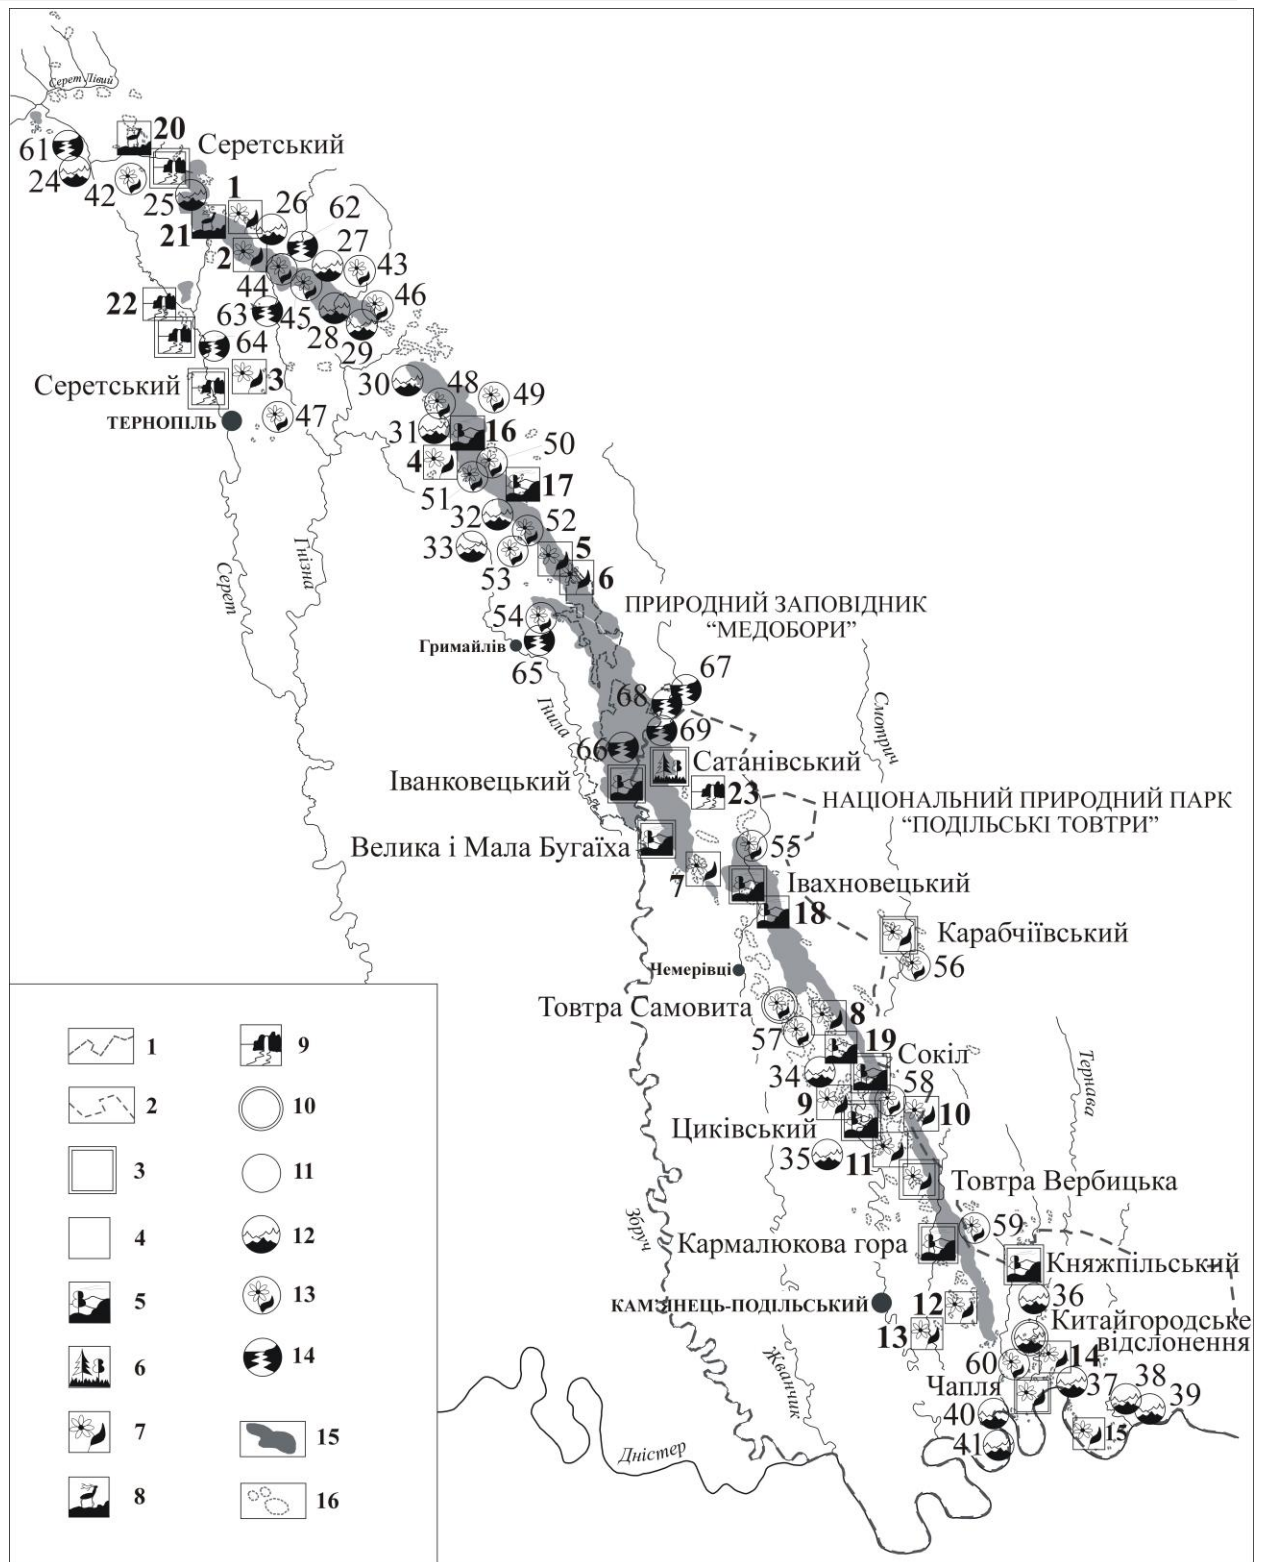 Серет Лівий
20
Серетський
61
24
42
25
1
26
62
21
2
27
43
44
46
22
63
45
28
64
29
Серетський
3
30
48
49
ТЕРНОПІЛЬ
47
31
16
4
50
51
17
32
52
33
5
53
6
Серет
Гнізна
ПРИРОДНИЙ ЗАПОВІДНИК
“МЕДОБОРИ”
54
Гримайлів
65
67
68
Гнила
Смотрич
69
66
Сатанівський
Іванковецький
23
НАЦІОНАЛЬНИЙ ПРИРОДНИЙ ПАРК
“ПОДІЛЬСЬКІ ТОВТРИ”
Велика і Мала Бугаїха
55
7
Івахновецький
18
Карабчіївський
56
Чемерівці
Товтра Самовита
8
57
19
Сокіл
34
58
Тернава
9
10
Циківський
35
11
Товтра Вербицька
Збруч
59
Кармалюкова гора
Княжпільський
36
КАМ’ЯНЕЦЬ-ПОДІЛЬСЬКИЙ
12
Китайгородське
відслонення
13
14
60
Жванчик
Чапля
37
38
39
40
15
41
Дністер
1
9
2
10
3
11
4
12
5
13
6
14
7
15
8
16